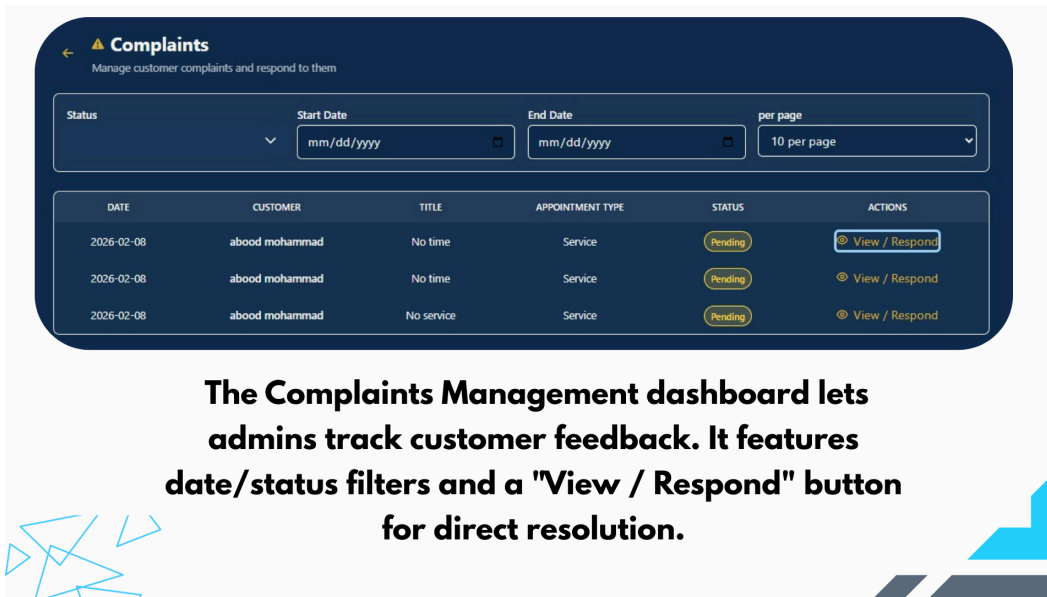 Complaints
Manage customer complaints and respond to them
Status Start Date End Date per page
mm/dd/yyyy mm/dd/yyyy 10 per page
DATE CUSTOMER TITLE APPOINTMENT TYPE STATUS ACTIONS
2026-02-08 abood mohammad No time Service Pending View / Respond
2026-02-08 abood mohammad No time Service Pending View / Respond
2026-02-08 abood mohammad No service Service Pending View / Respond
The Complaints Management dashboard lets
admins track customer feedback. It features
date/status filters and a "View / Respond" button
for direct resolution.